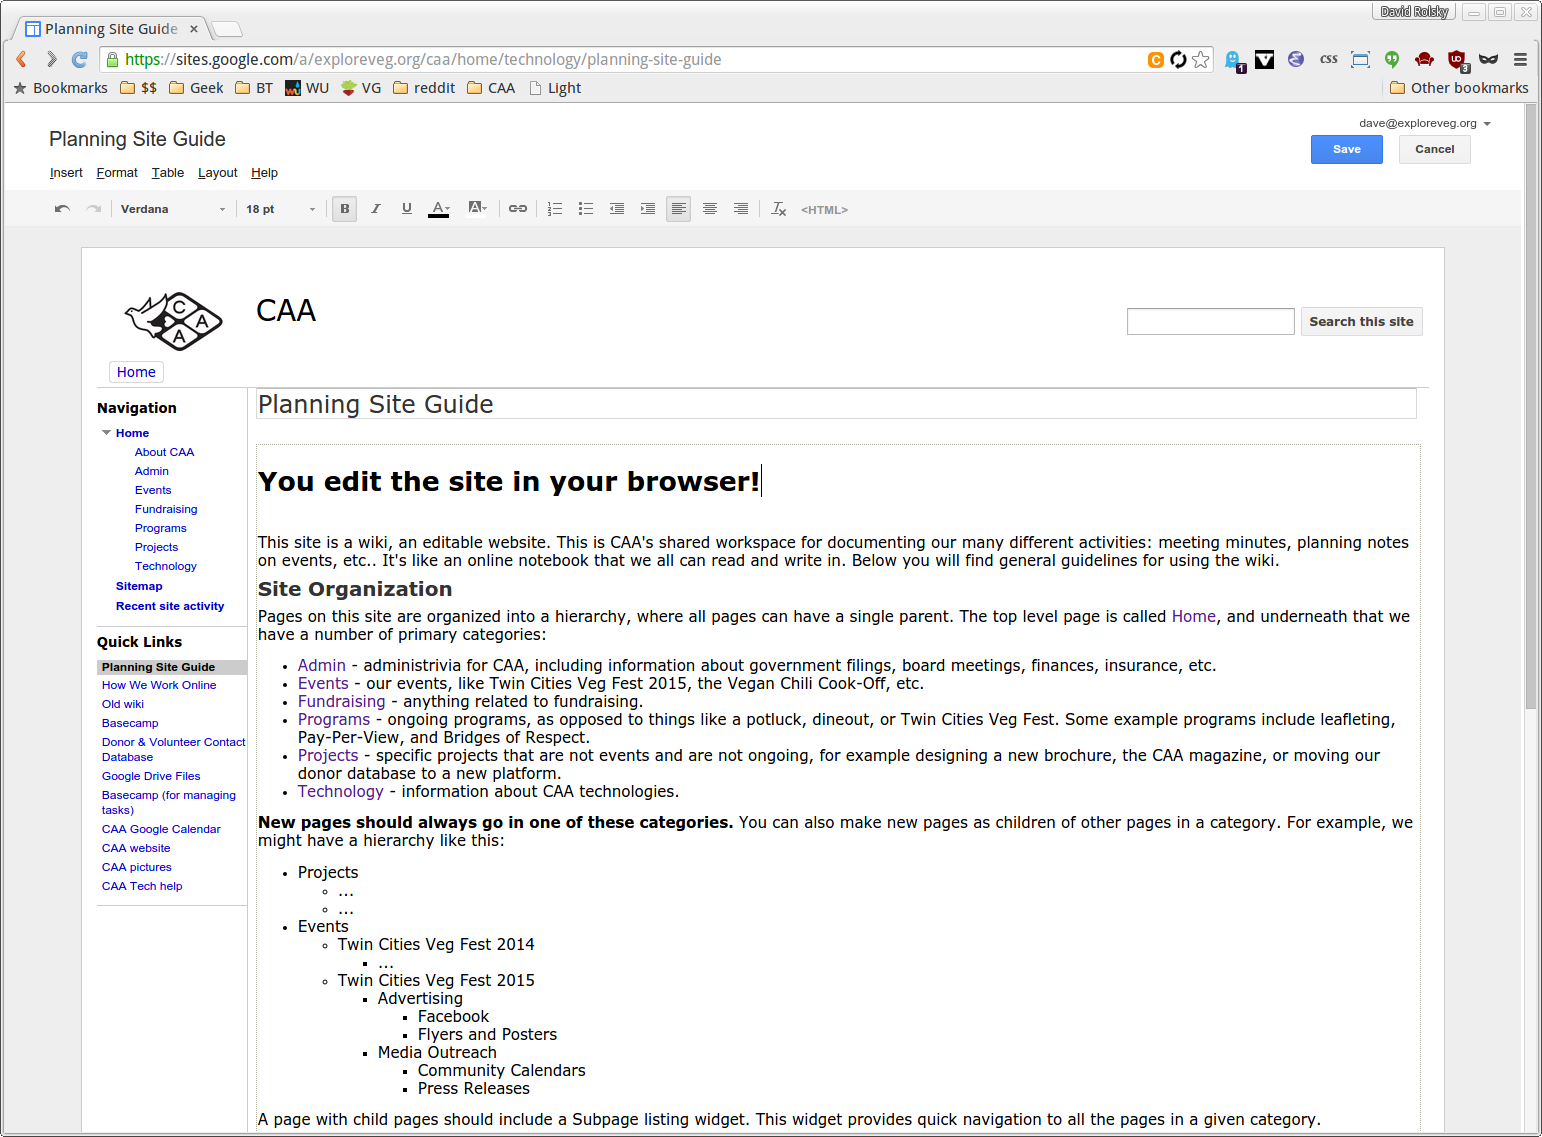 David Rolsky
Planning Site Guide
https://sites.google.com/a/exploreveg.org/caa/home/technology/planning-site-guide
C
1
CSS
3
Bookmarks $$ Geek BT WU VG reddit CAA Light Other bookmarks
dave@exploreveg.org
Planning Site Guide
Save Cancel
Insert Format Table Layout Help
Verdana 18 pt B I U A A <HTML>
C A A
CAA
Search this site
Home
Navigation
Home
About CAA
Admin
Events
Fundraising
Programs
Projects
Technology
Sitemap
Recent site activity
Quick Links
Planning Site Guide
How We Work Online
Old wiki
Basecamp
Donor & Volunteer Contact
Database
Google Drive Files
Basecamp (for managing
tasks)
CAA Google Calendar
CAA website
CAA pictures
CAA Tech help
Planning Site Guide
You edit the site in your browser!
This site is a wiki, an editable website. This is CAA's shared workspace for documenting our many different activities: meeting minutes, planning notes
on events, etc.. It's like an online notebook that we all can read and write in. Below you will find general guidelines for using the wiki.
Site Organization
Pages on this site are organized into a hierarchy, where all pages can have a single parent. The top level page is called Home, and underneath that we
have a number of primary categories:
• Admin - administrivia for CAA, including information about government filings, board meetings, finances, insurance, etc.
• Events - our events, like Twin Cities Veg Fest 2015, the Vegan Chili Cook-Off, etc.
• Fundraising - anything related to fundraising.
• Programs - ongoing programs, as opposed to things like a potluck, dineout, or Twin Cities Veg Fest. Some example programs include leafleting,
Pay-Per-View, and Bridges of Respect.
• Projects - specific projects that are not events and are not ongoing, for example designing a new brochure, the CAA magazine, or moving our
donor database to a new platform.
• Technology - information about CAA technologies.
New pages should always go in one of these categories. You can also make new pages as children of other pages in a category. For example, we
might have a hierarchy like this:
• Projects
◦ ...
◦ ...
• Events
◦ Twin Cities Veg Fest 2014
▪ ...
◦ Twin Cities Veg Fest 2015
▪ Advertising
▪ Facebook
▪ Flyers and Posters
▪ Media Outreach
▪ Community Calendars
▪ Press Releases
A page with child pages should include a Subpage listing widget. This widget provides quick navigation to all the pages in a given category.